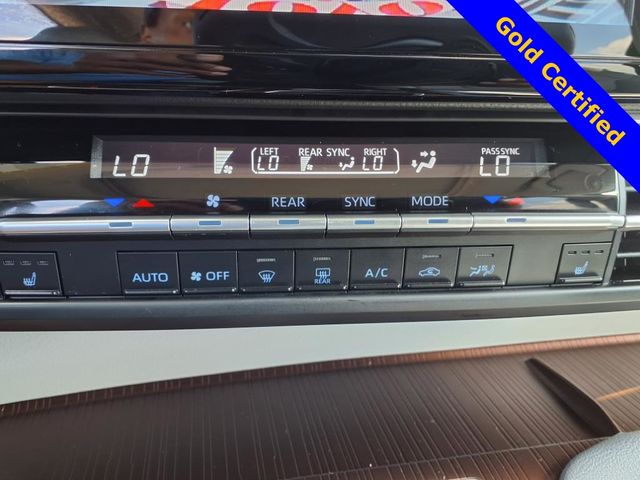 Gold Certified
LO LEFT LO REAR SYNC RIGHT LO PASS SYNC LO
REAR SYNC MODE
AUTO OFF REAR A/C